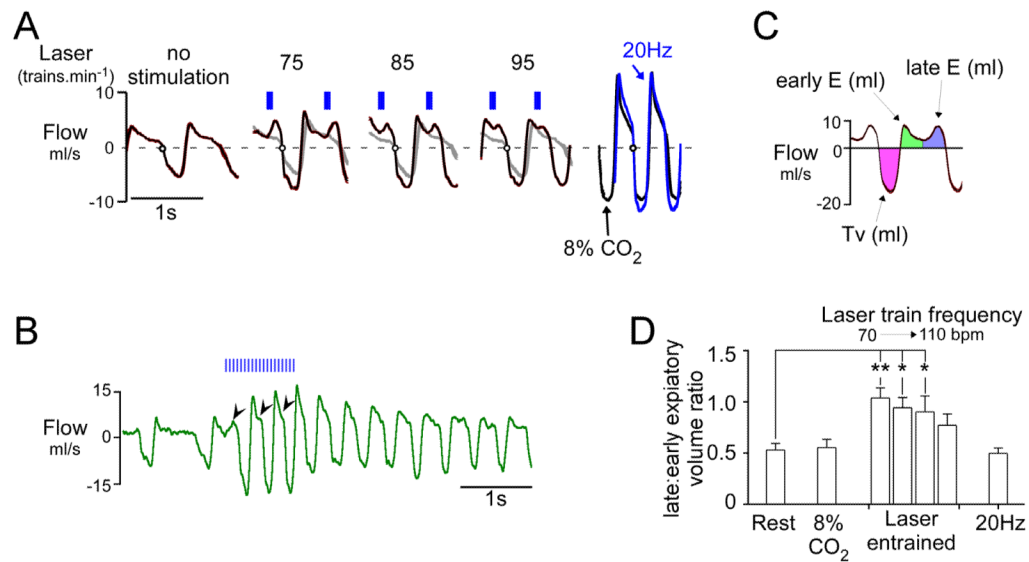 A
Laser
(trains.min-1)
no
stimulation
75
85
95
20Hz
10
Flow
ml/s
0
-10
1s
8% CO2
B
15
Flow
ml/s
0
-15
1s
C
early E (ml)
late E (ml)
10
Flow
ml/s
0
-20
Tv (ml)
D
Laser train frequency
70 110 bpm
late:early expiatory
volume ratio
1.5
1.0
0.5
0
** * *
Rest
8%
CO2
Laser
entrained
20Hz